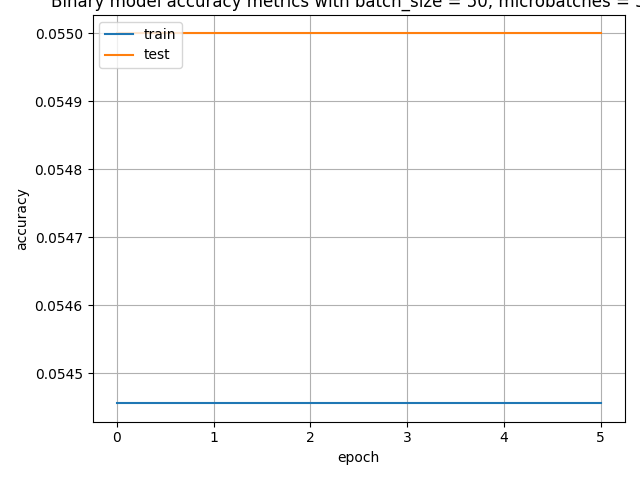 Binary model accuracy metrics with batch_size = 50, microbatches =
train
test
0.0550
0.0549
0.0548
0.0547
0.0546
0.0545
accuracy
0 1 2 3 4 5
epoch